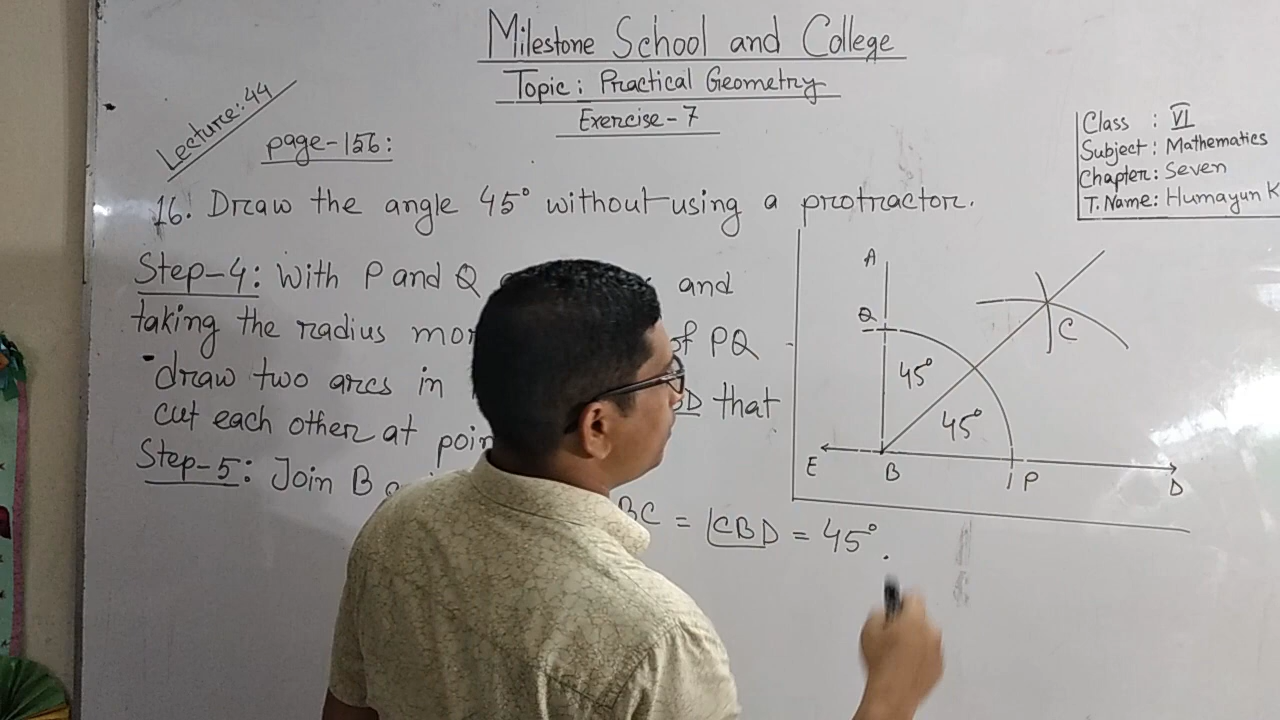 Milestone School and College
Topic: Practical Geometry
Exercise-7
Lecture: 44
page-156:
Class : VI
Subject: Mathematics
Chapter: Seven
T. Name: Humayun K
16. Draw the angle 45° without using a protractor.
Step-4: With P and Q and
taking the radius of PQ
draw two arcs in that
cut each other at
Step-5: Join B
BC = ∠CBD = 45°.
A
Q
C
45°
45°
E
B
P
D